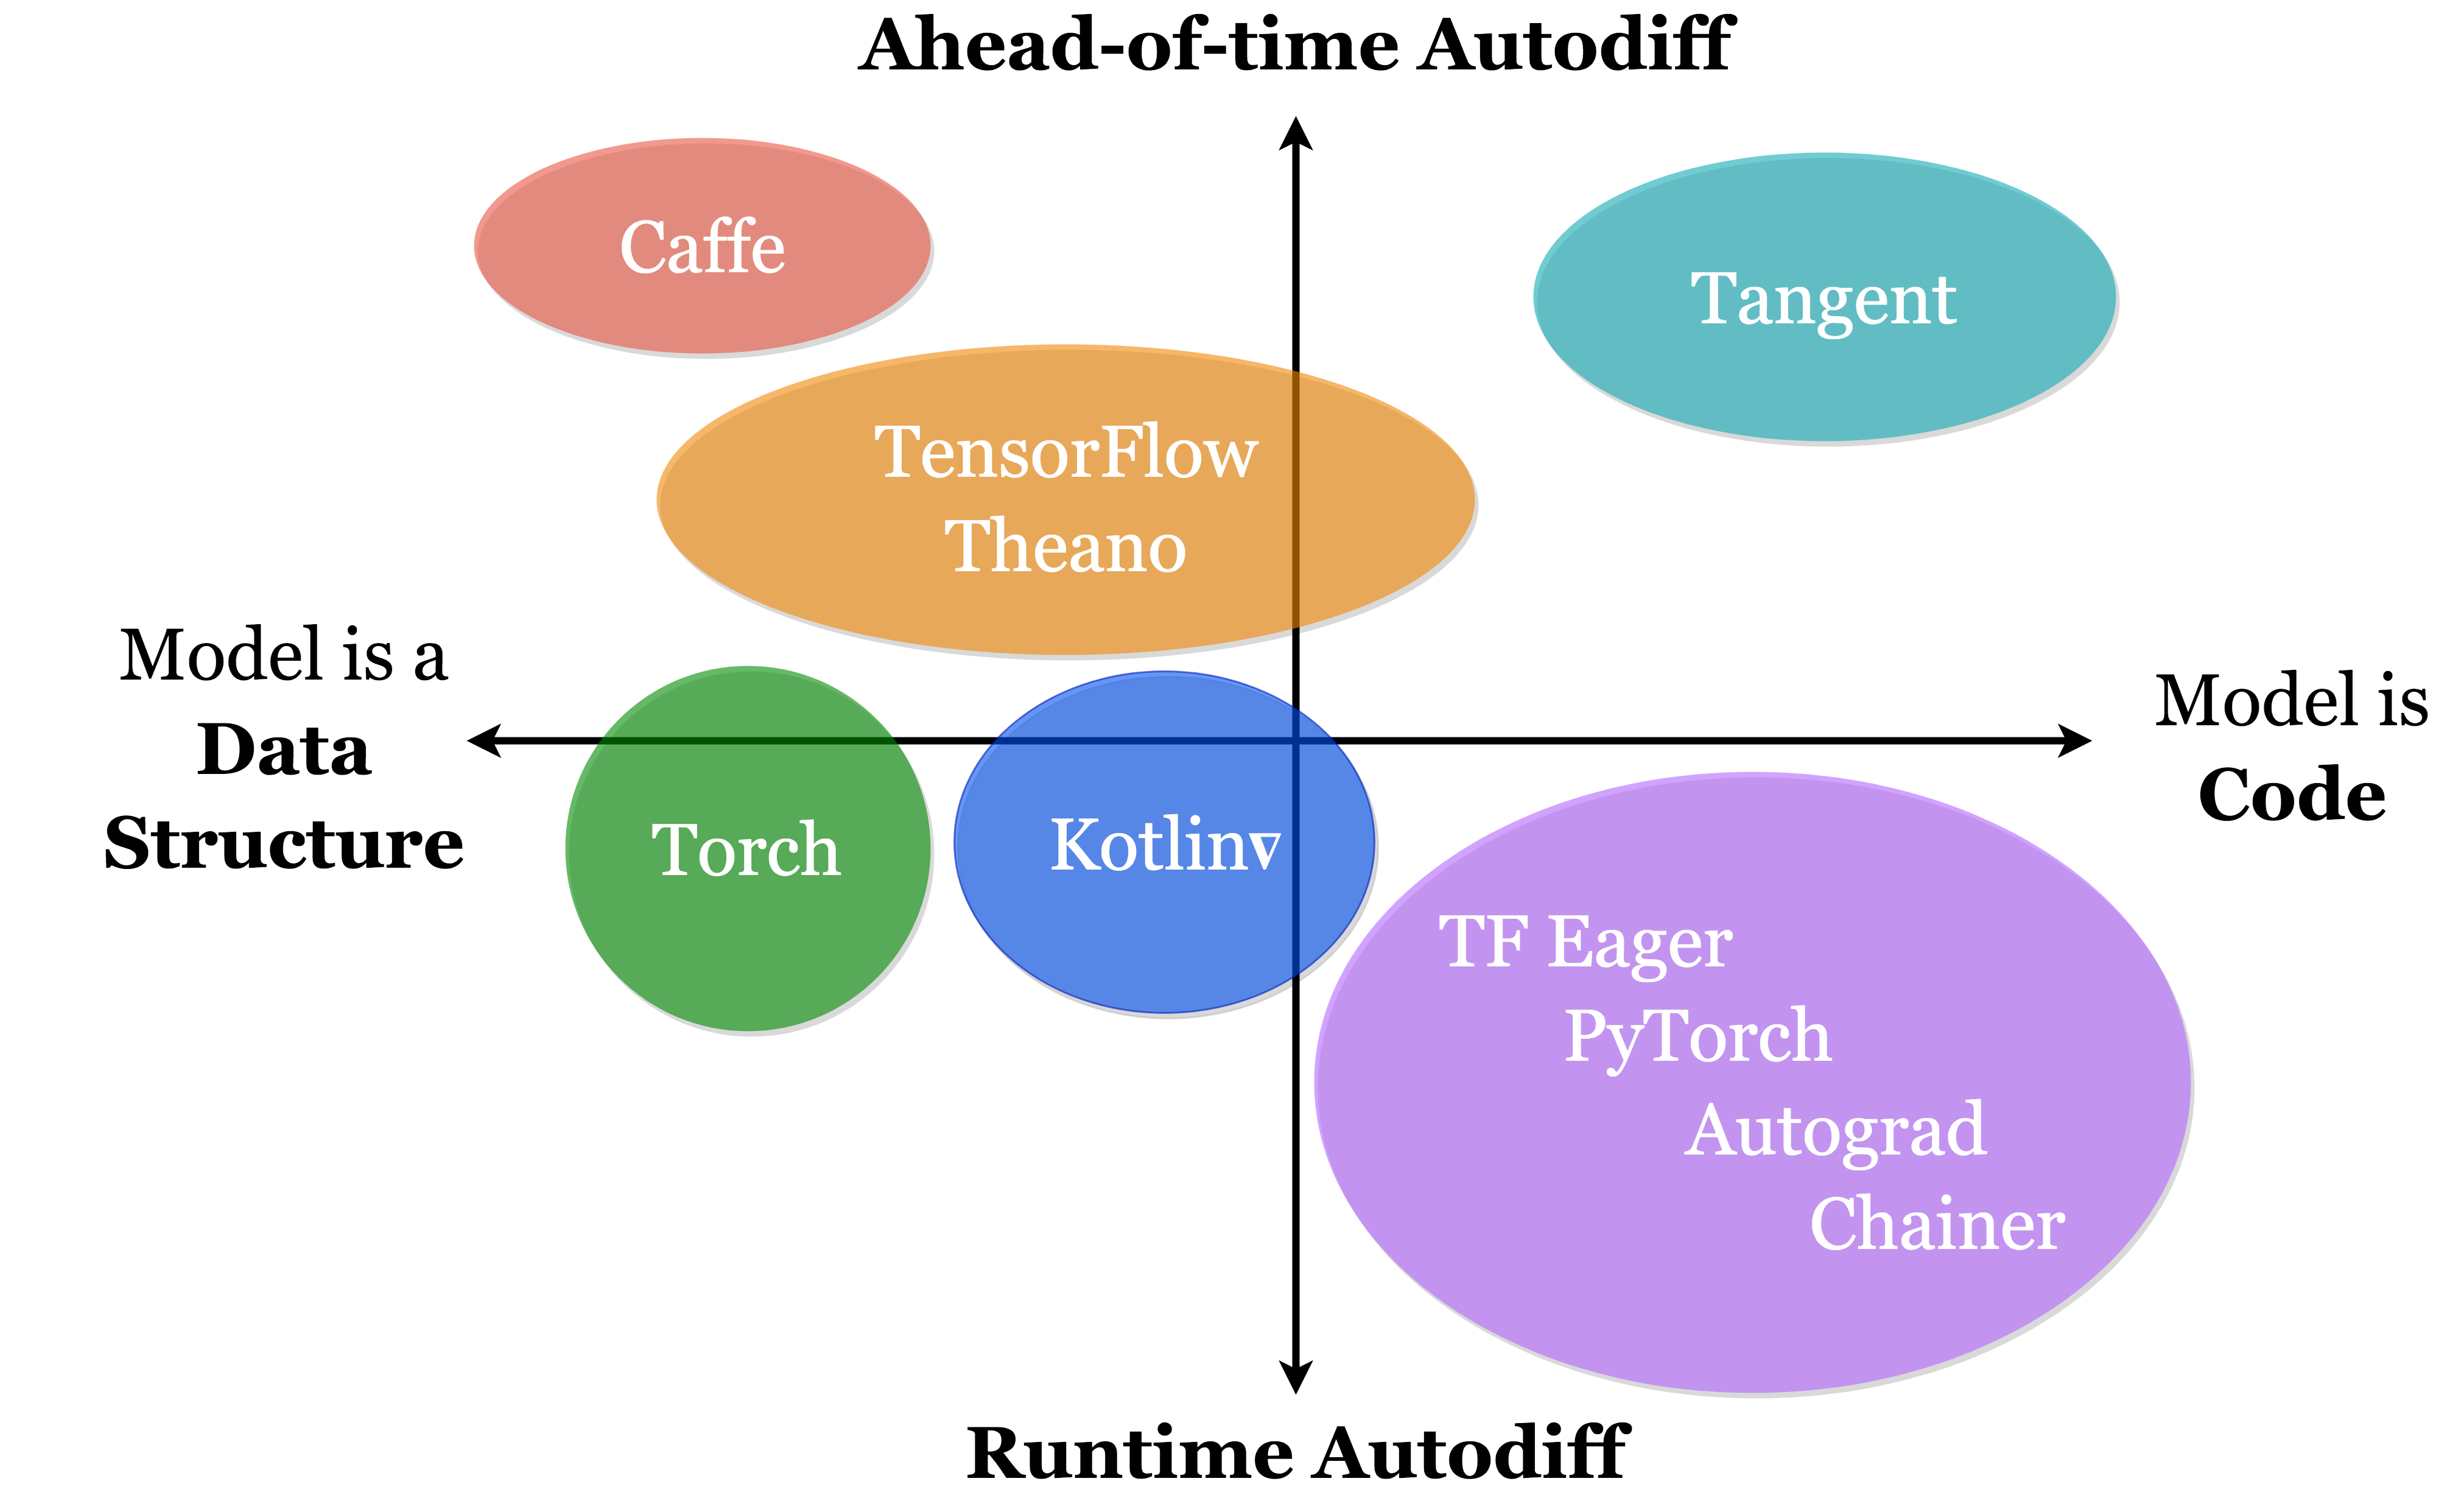 Ahead-of-time Autodiff
Caffe
Tangent
TensorFlow
Theano
Model is a
Data
Structure
Model is
Code
Torch
Kotlinv
TF Eager
PyTorch
Autograd
Chainer
Runtime Autodiff